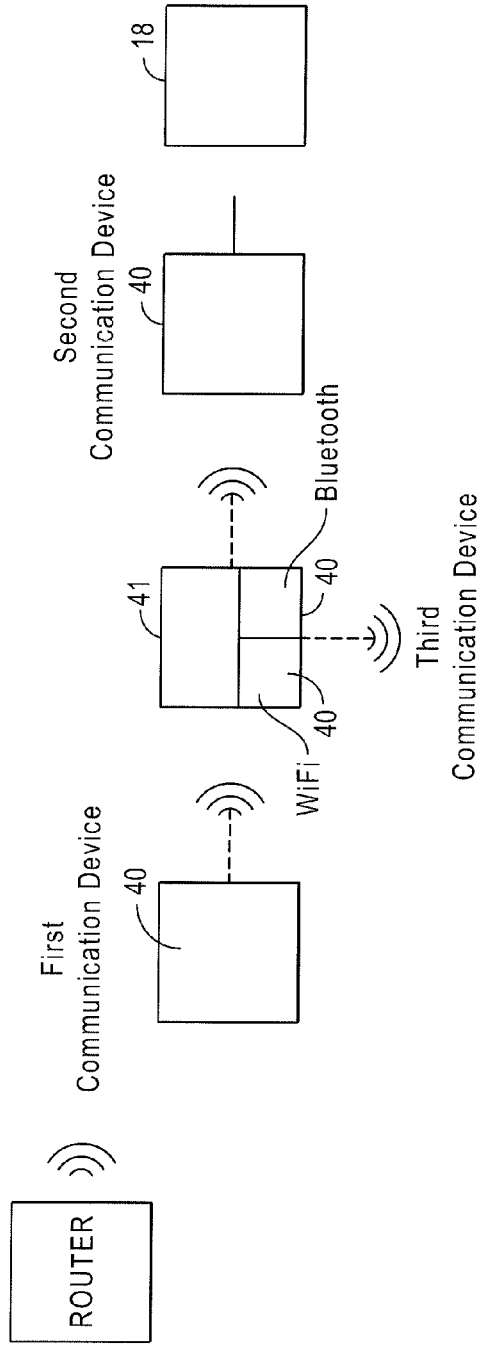 ROUTER
First
Communication Device
40
41
WiFi
40
40
Bluetooth
Third
Communication Device
Second
Communication Device
40
18